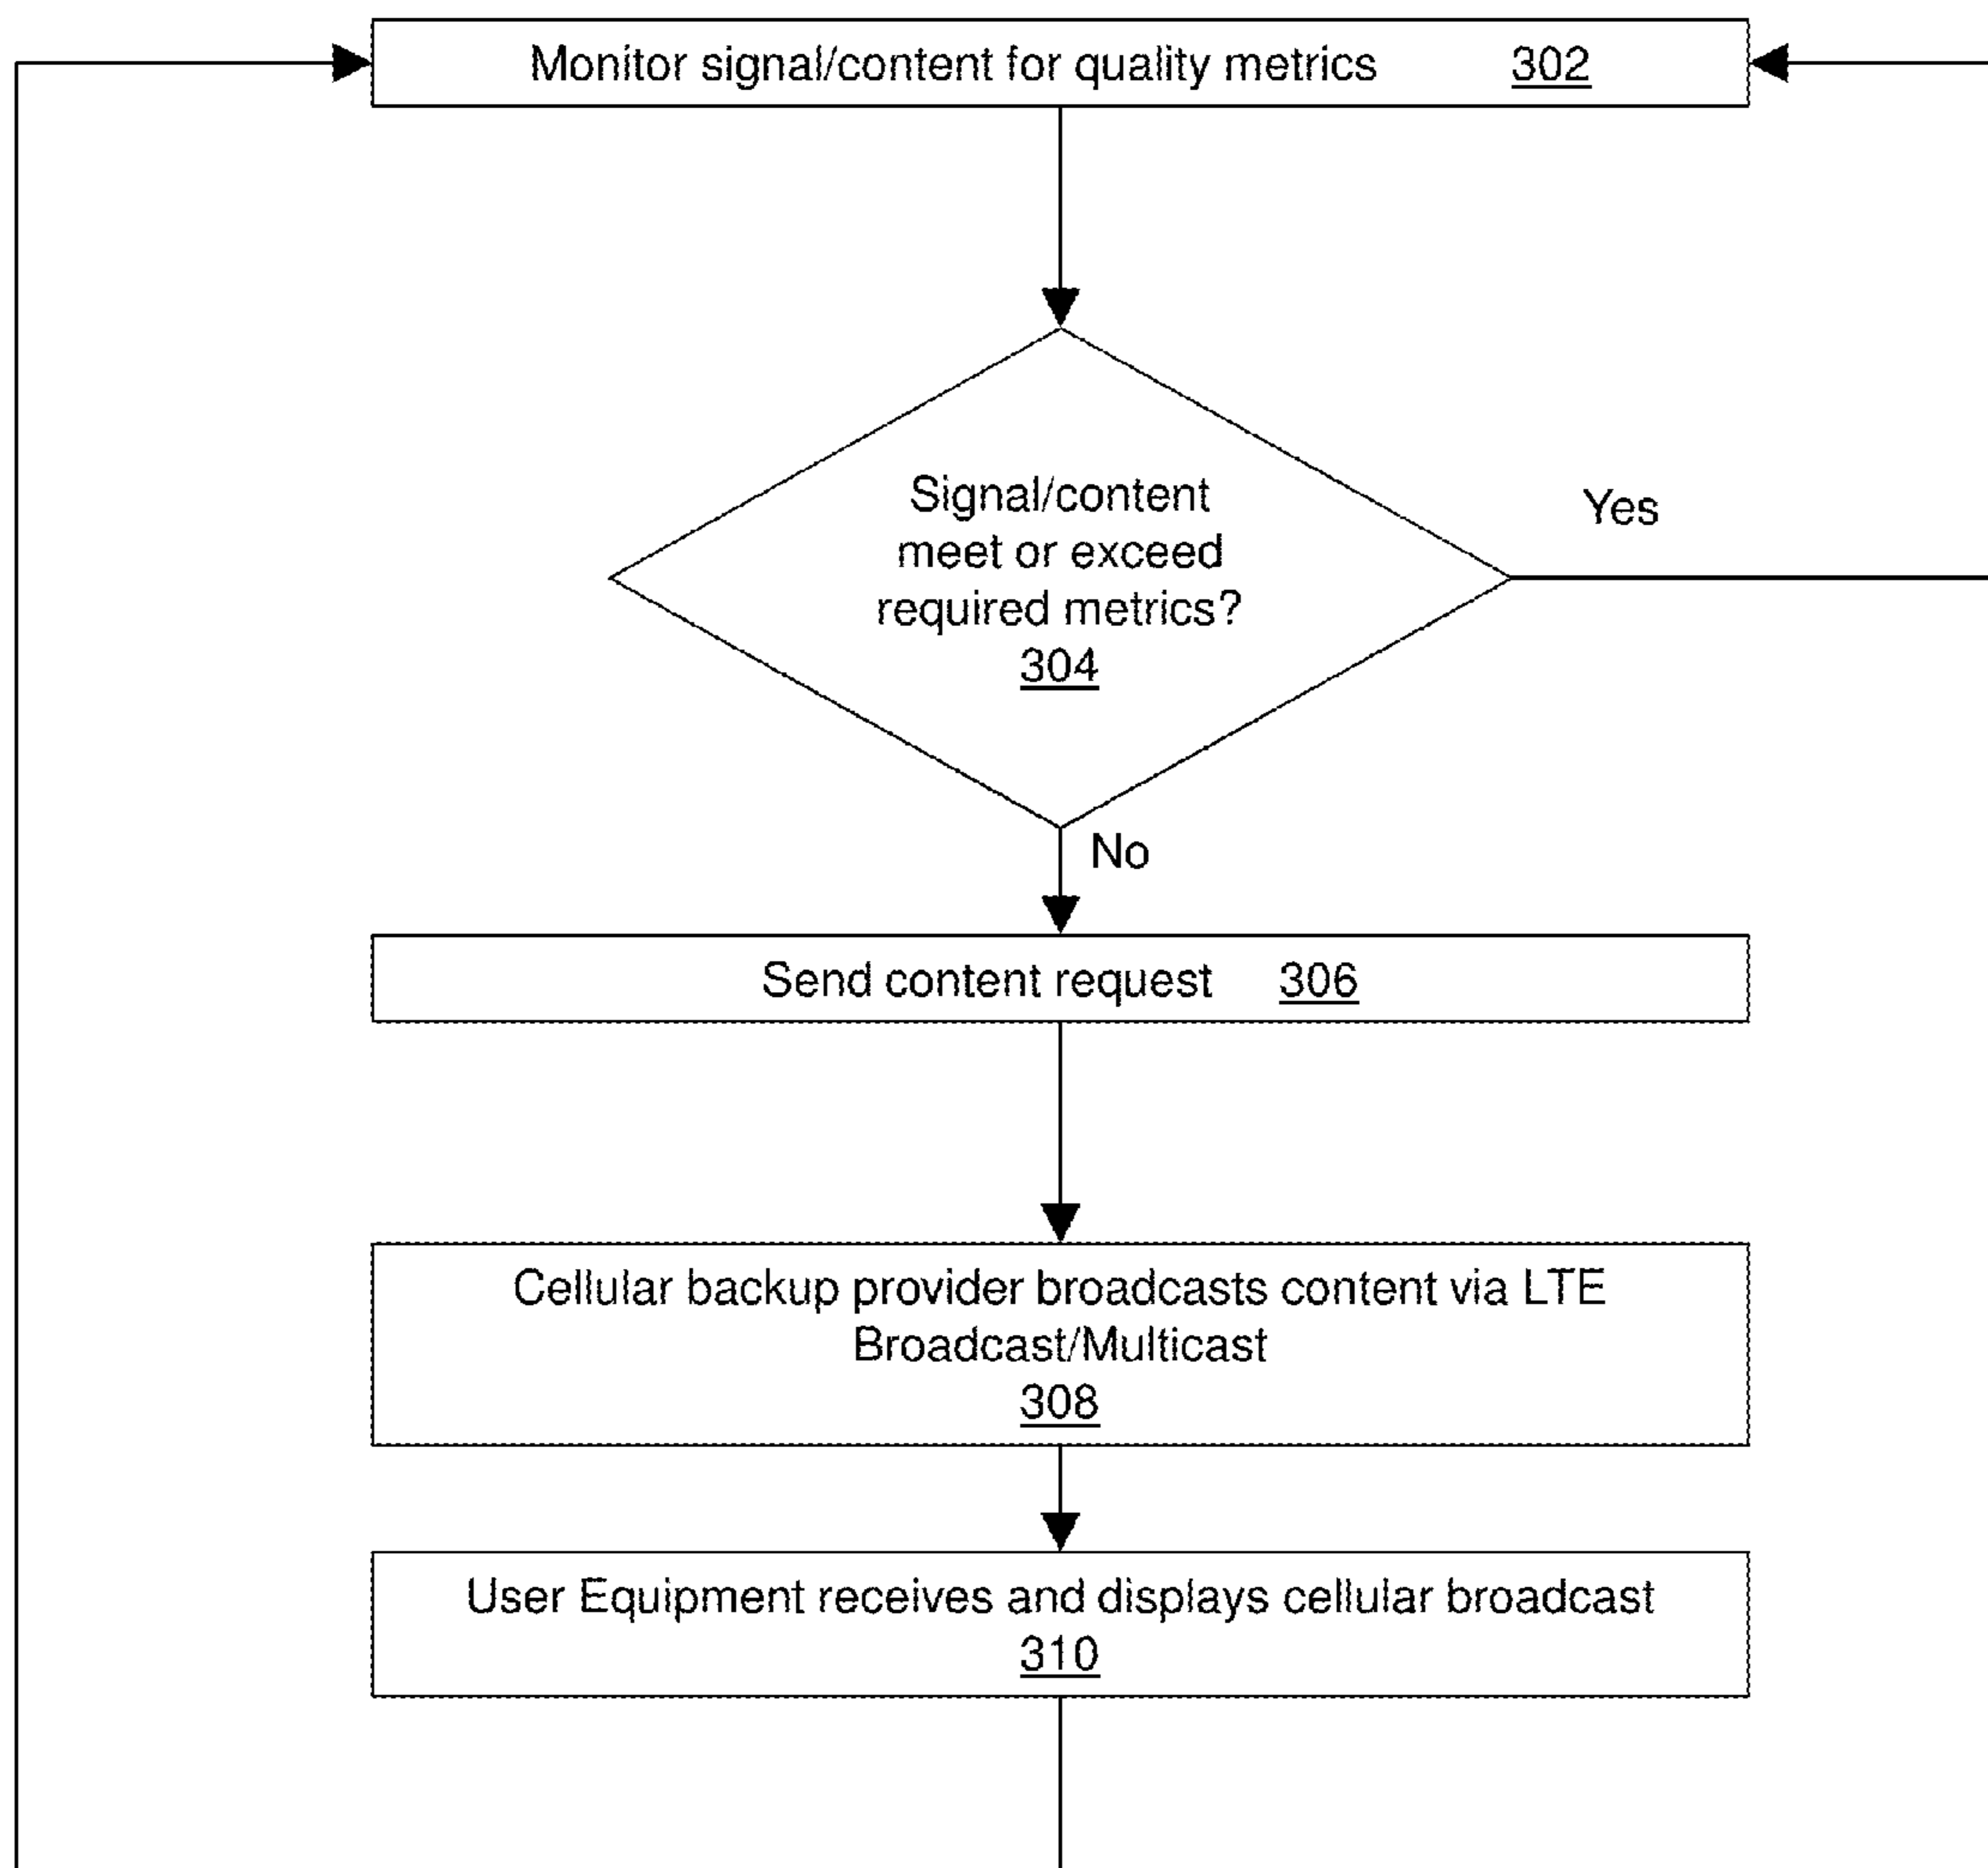 Monitor signal/content for quality metrics 302
Signal/content
meet or exceed
required metrics?
304
Yes
No
Send content request 306
Cellular backup provider broadcasts content via LTE
Broadcast/Multicast
308
User Equipment receives and displays cellular broadcast
310